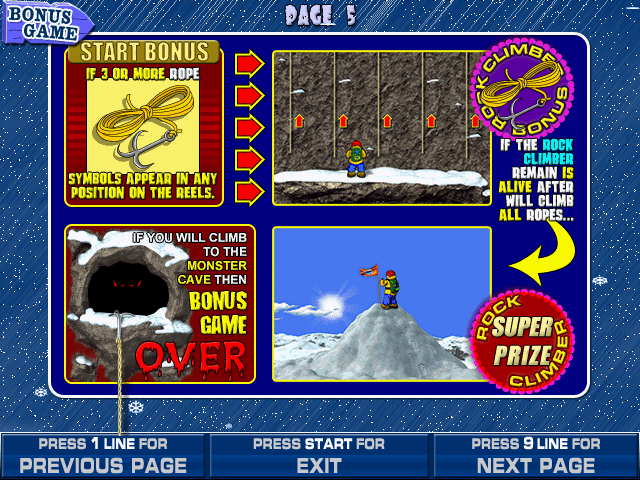 BONUS
GAME
PAGE 5
START BONUS
IF 3 OR MORE ROPE
SYMBOLS APPEAR IN ANY
POSITION ON THE REELS.
ROCK CLIMBER
BONUS
IF THE ROCK
CLIMBER
REMAIN IS
ALIVE AFTER
WILL CLIMB
ALL ROPES...
IF YOU WILL CLIMB
TO THE
MONSTER
CAVE THEN
BONUS
GAME
OVER
ROCK
SUPER
PRIZE
CLIMBER
PRESS 1 LINE FOR
PREVIOUS PAGE
PRESS START FOR
EXIT
PRESS 9 LINE FOR
NEXT PAGE